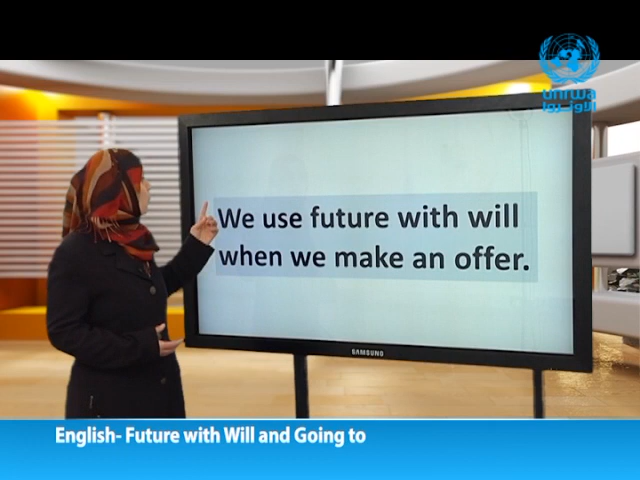 unrwa
الأونروا
We use future with will
when we make an offer.
SAMSUNG
English- Future with Will and Going to